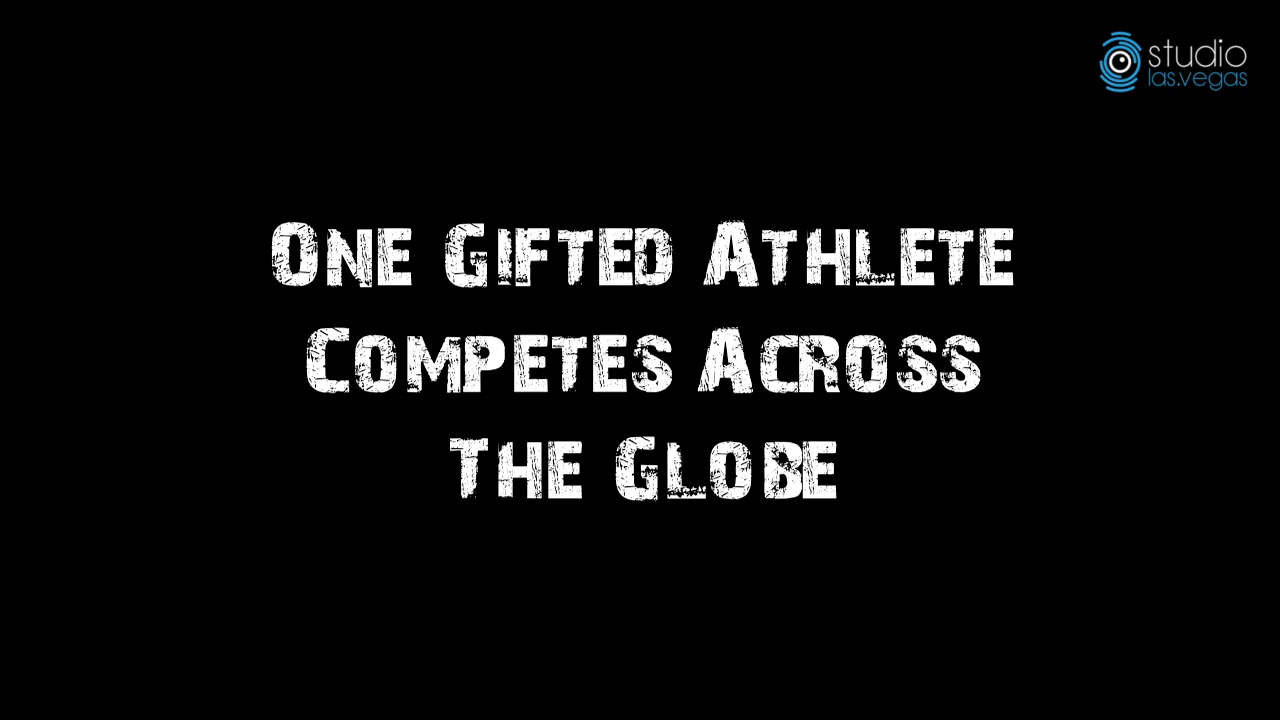 studio
las.vegas
One Gifted Athlete
Competes Across
The Globe